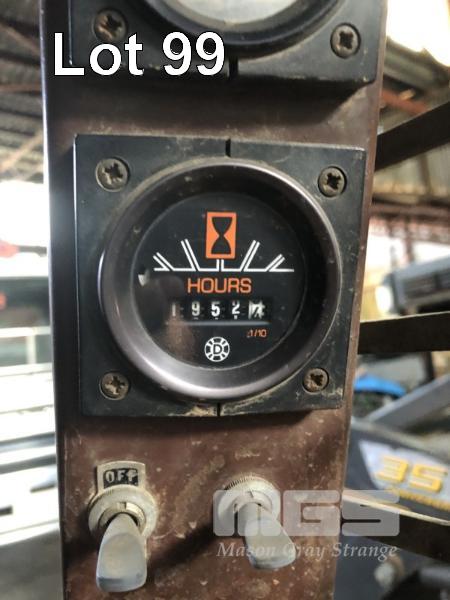 Lot 99
HOURS
1952
1/10
D
OFF
35
MGS
Mason Gray Strange